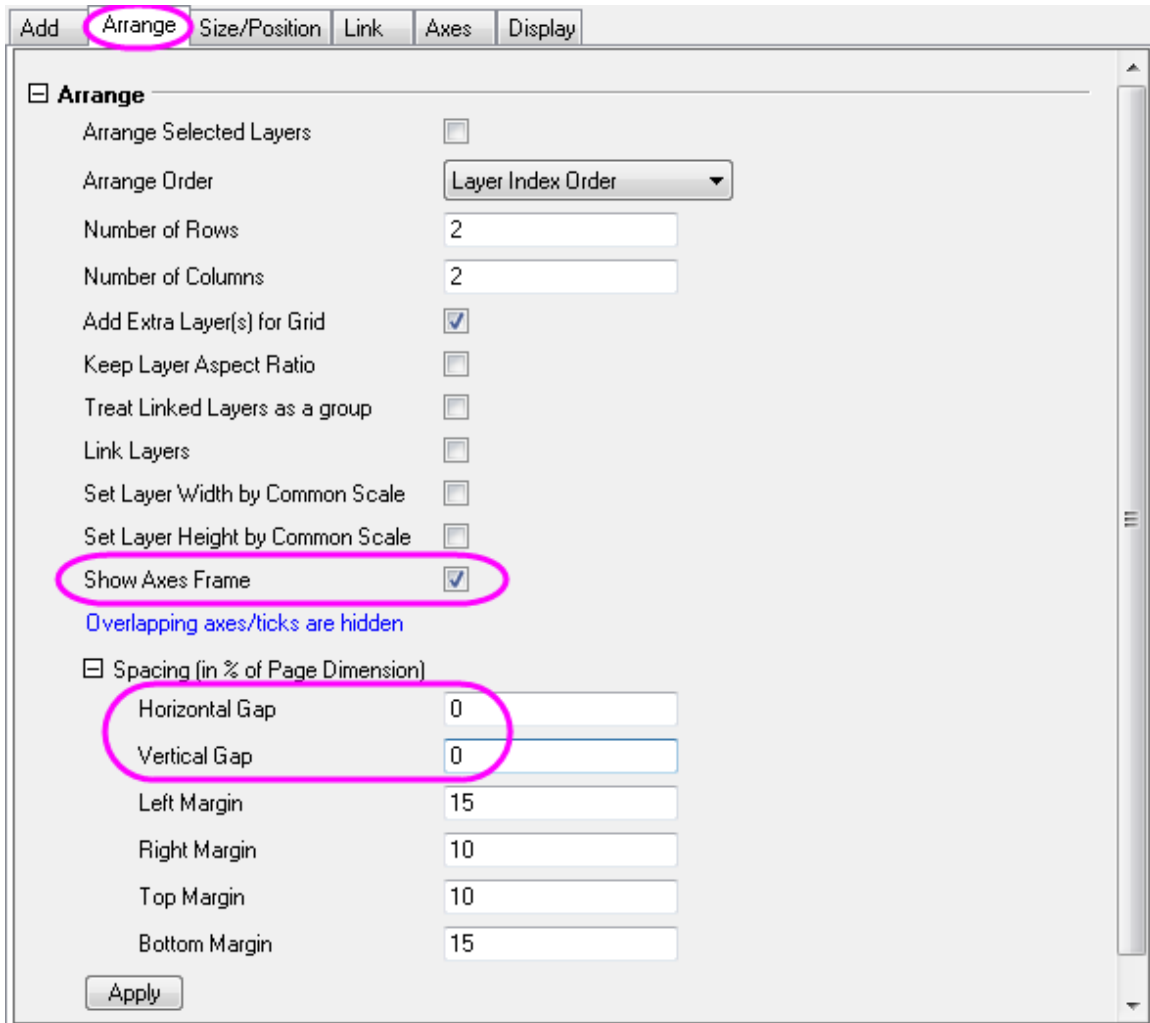 Add Arrange Size/Position Link Axes Display
Arrange
Arrange Selected Layers
Arrange Order Layer Index Order
Number of Rows 2
Number of Columns 2
Add Extra Layer(s) for Grid
Keep Layer Aspect Ratio
Treat Linked Layers as a group
Link Layers
Set Layer Width by Common Scale
Set Layer Height by Common Scale
Show Axes Frame
Overlapping axes/ticks are hidden
Spacing (in % of Page Dimension)
Horizontal Gap 0
Vertical Gap 0
Left Margin 15
Right Margin 10
Top Margin 10
Bottom Margin 15
Apply